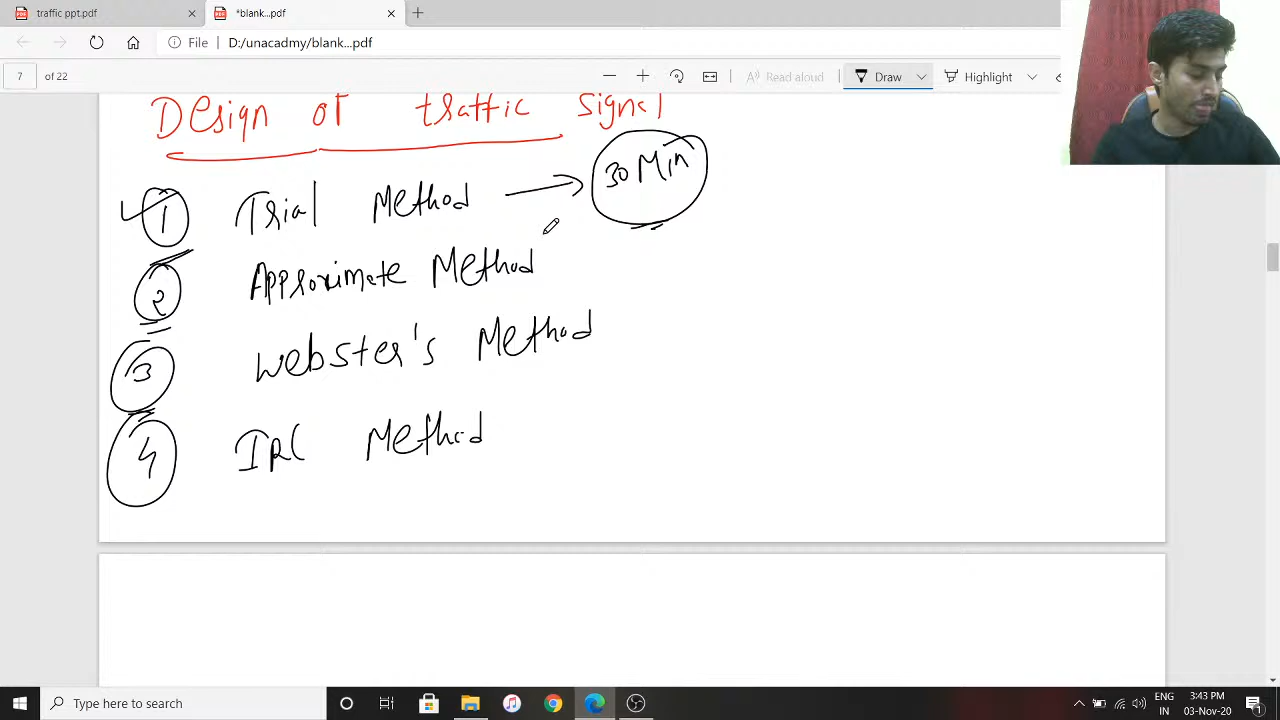 traffic ppt.pdf
*blank...pdf
File D:/unacadmy/blank...pdf
7 of 22
Read aloud
Draw
Highlight
Design of traffic signal
1 Trial Method → 30 Min
2 Approximate Method
3 Webster's Method
4 IRC Method
Type here to search
ENG
IN
3:43 PM
03-Nov-20
1